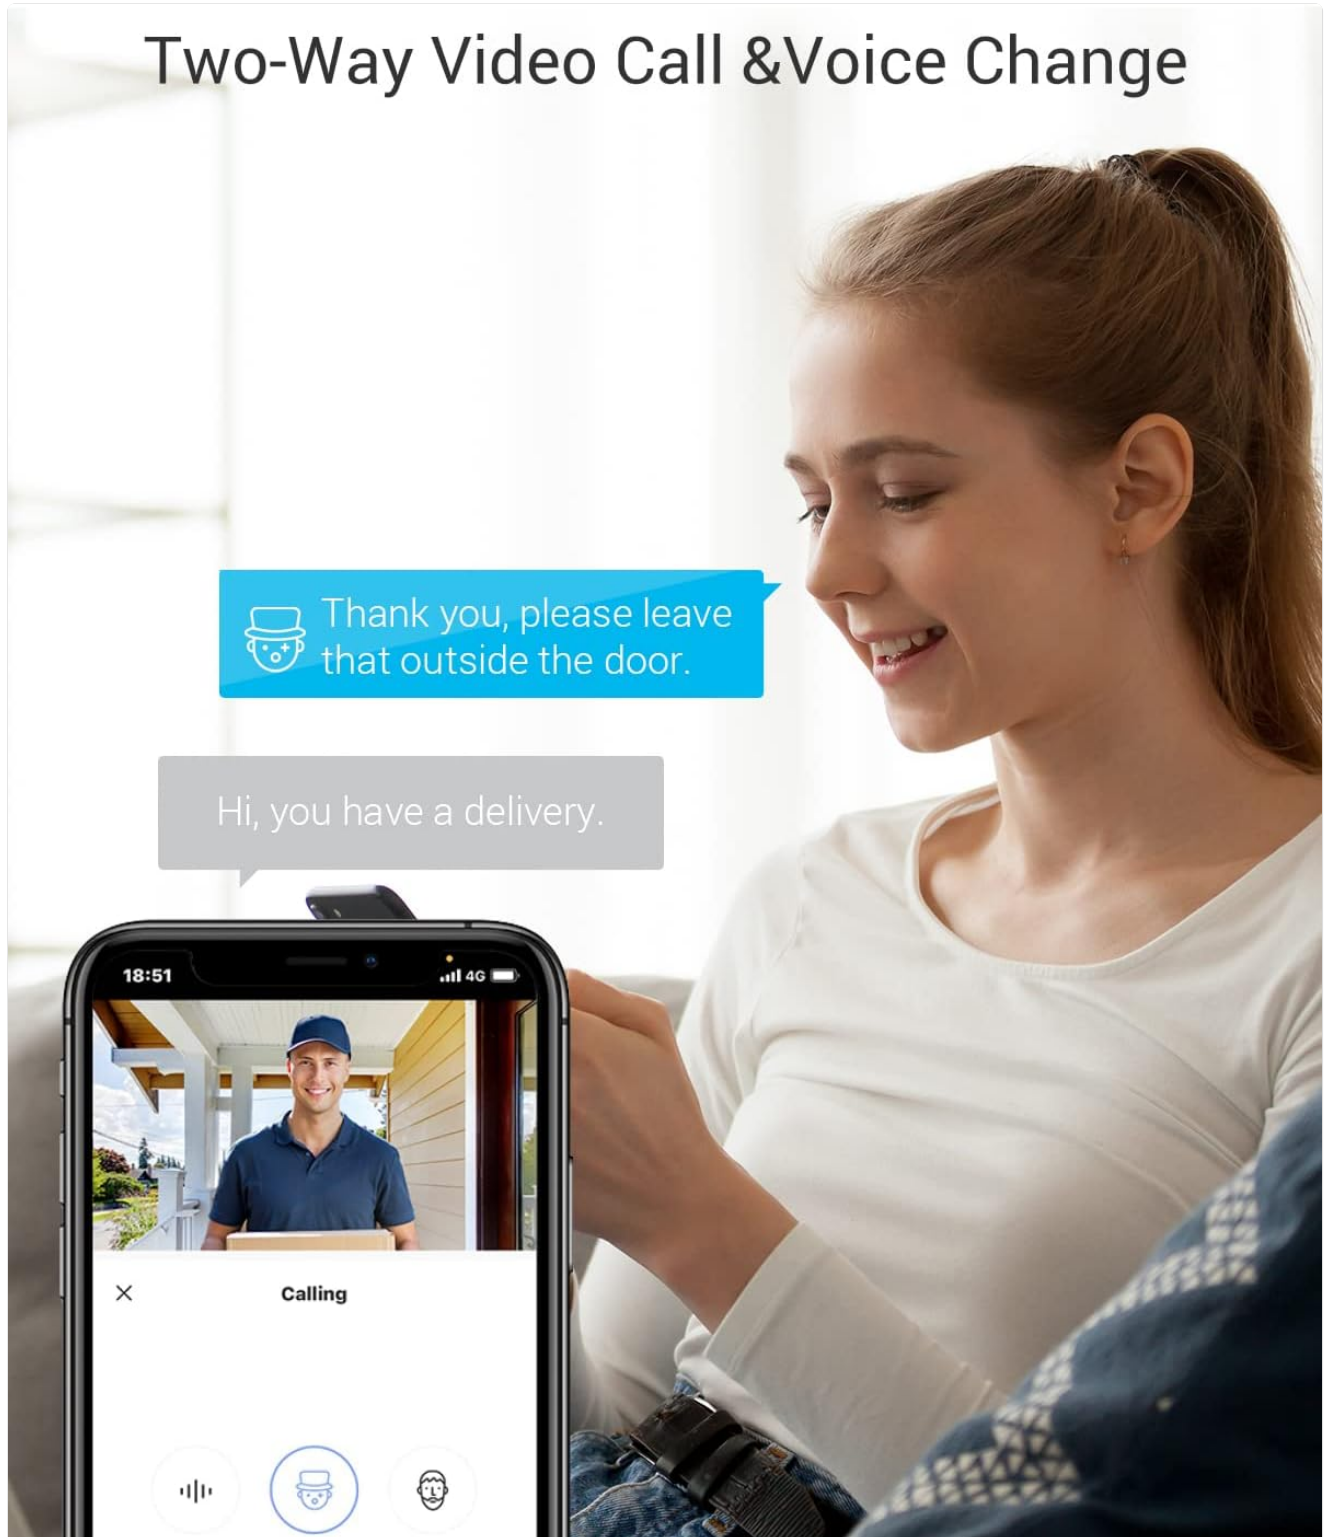 Two-Way Video Call &Voice Change
Thank you, please leave
that outside the door.
Hi, you have a delivery.
18:51
4G
Calling